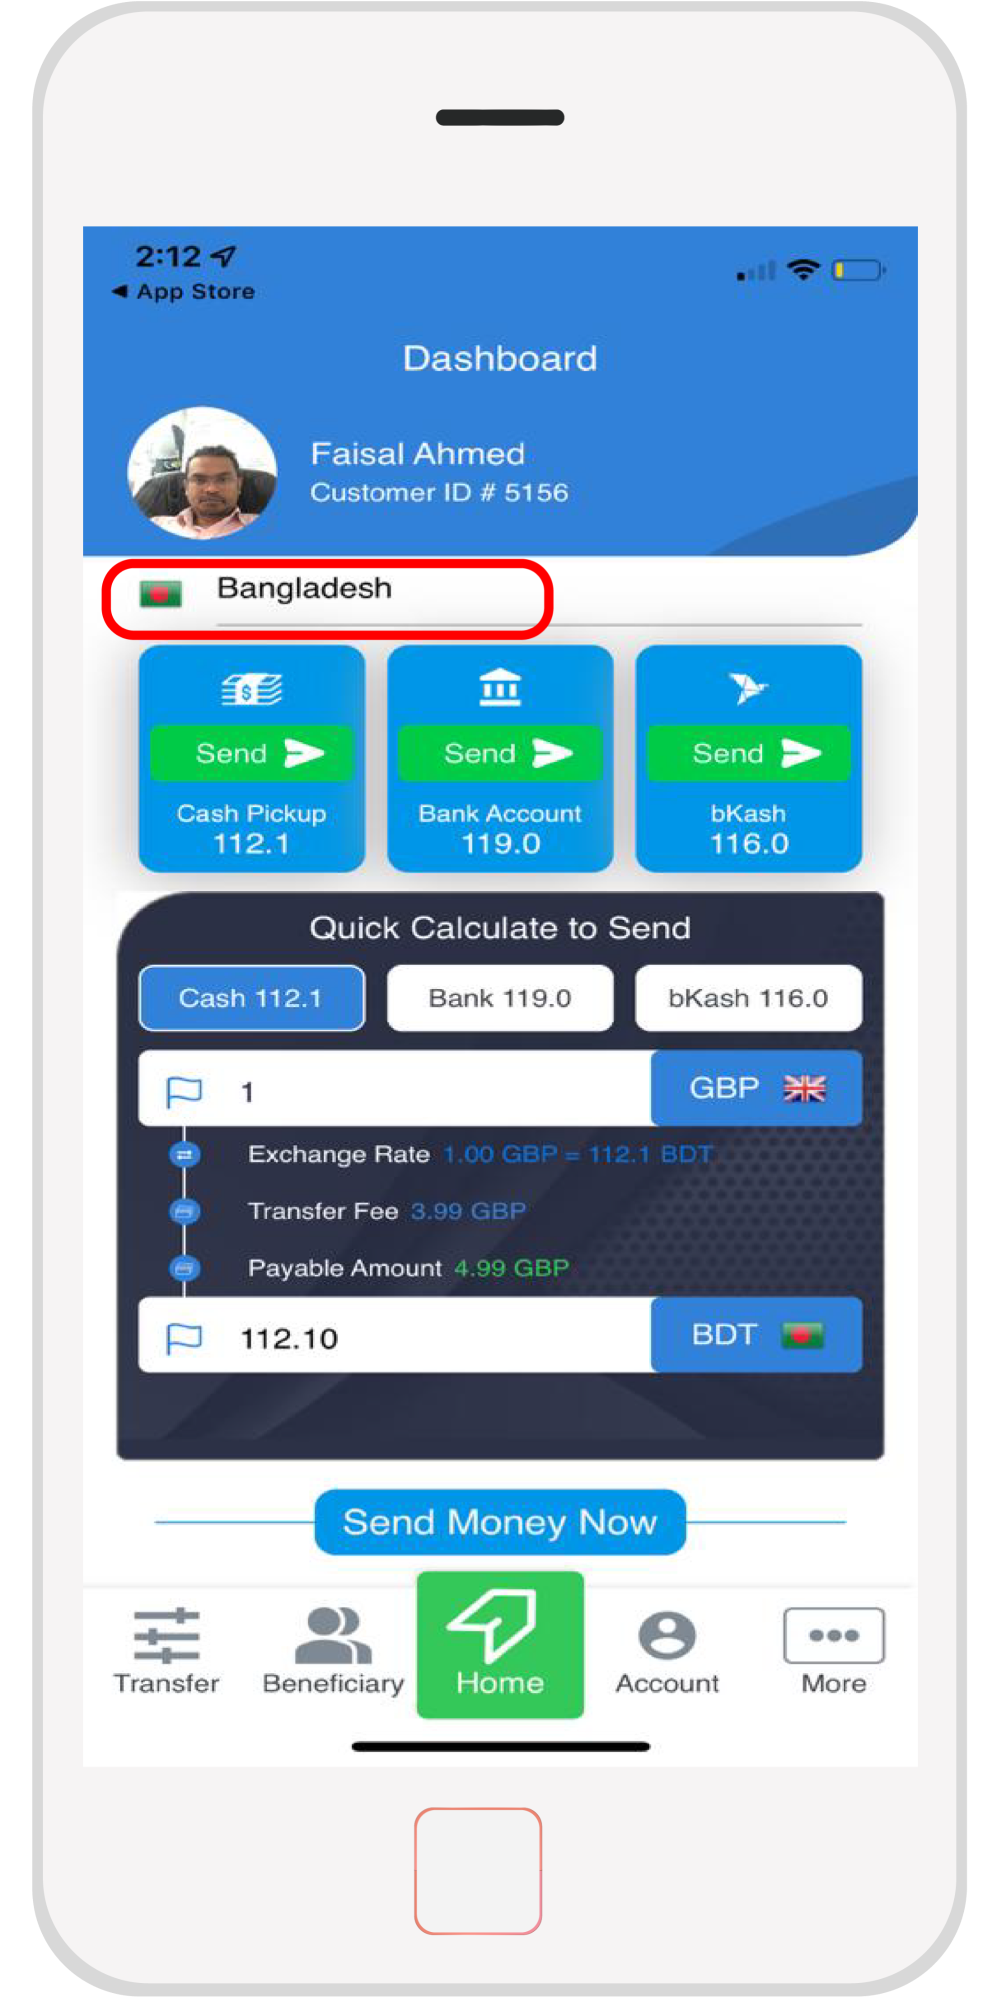 2:12
◀ App Store
Dashboard
Faisal Ahmed
Customer ID # 5156
Bangladesh
Send Send Send
Cash Pickup Bank Account bKash
112.1 119.0 116.0
Quick Calculate to Send
Cash 112.1 Bank 119.0 bKash 116.0
1 GBP
Exchange Rate 1.00 GBP = 112.1 BDT
Transfer Fee 3.99 GBP
Payable Amount 4.99 GBP
112.10 BDT
Send Money Now
Transfer Beneficiary Home Account More